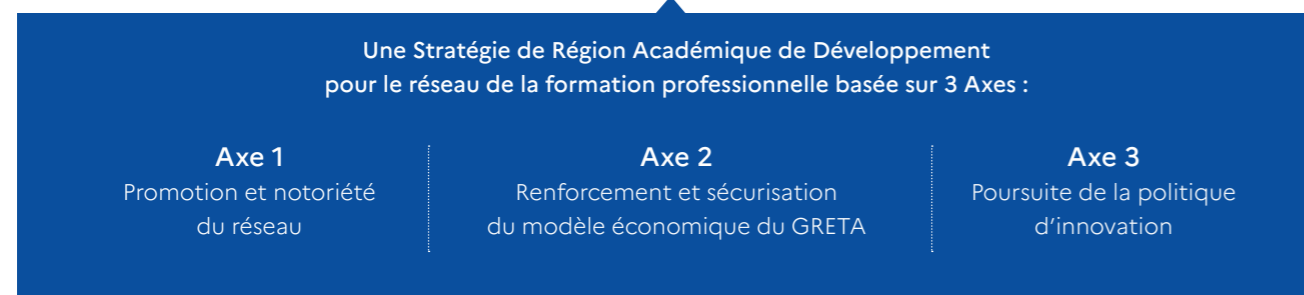 Une Stratégie de Région Académique de Développement
pour le réseau de la formation professionnelle basée sur 3 Axes :
Axe 1
Promotion et notoriété
du réseau
Axe 2
Renforcement et sécurisation
du modèle économique du GRETA
Axe 3
Poursuite de la politique
d’innovation